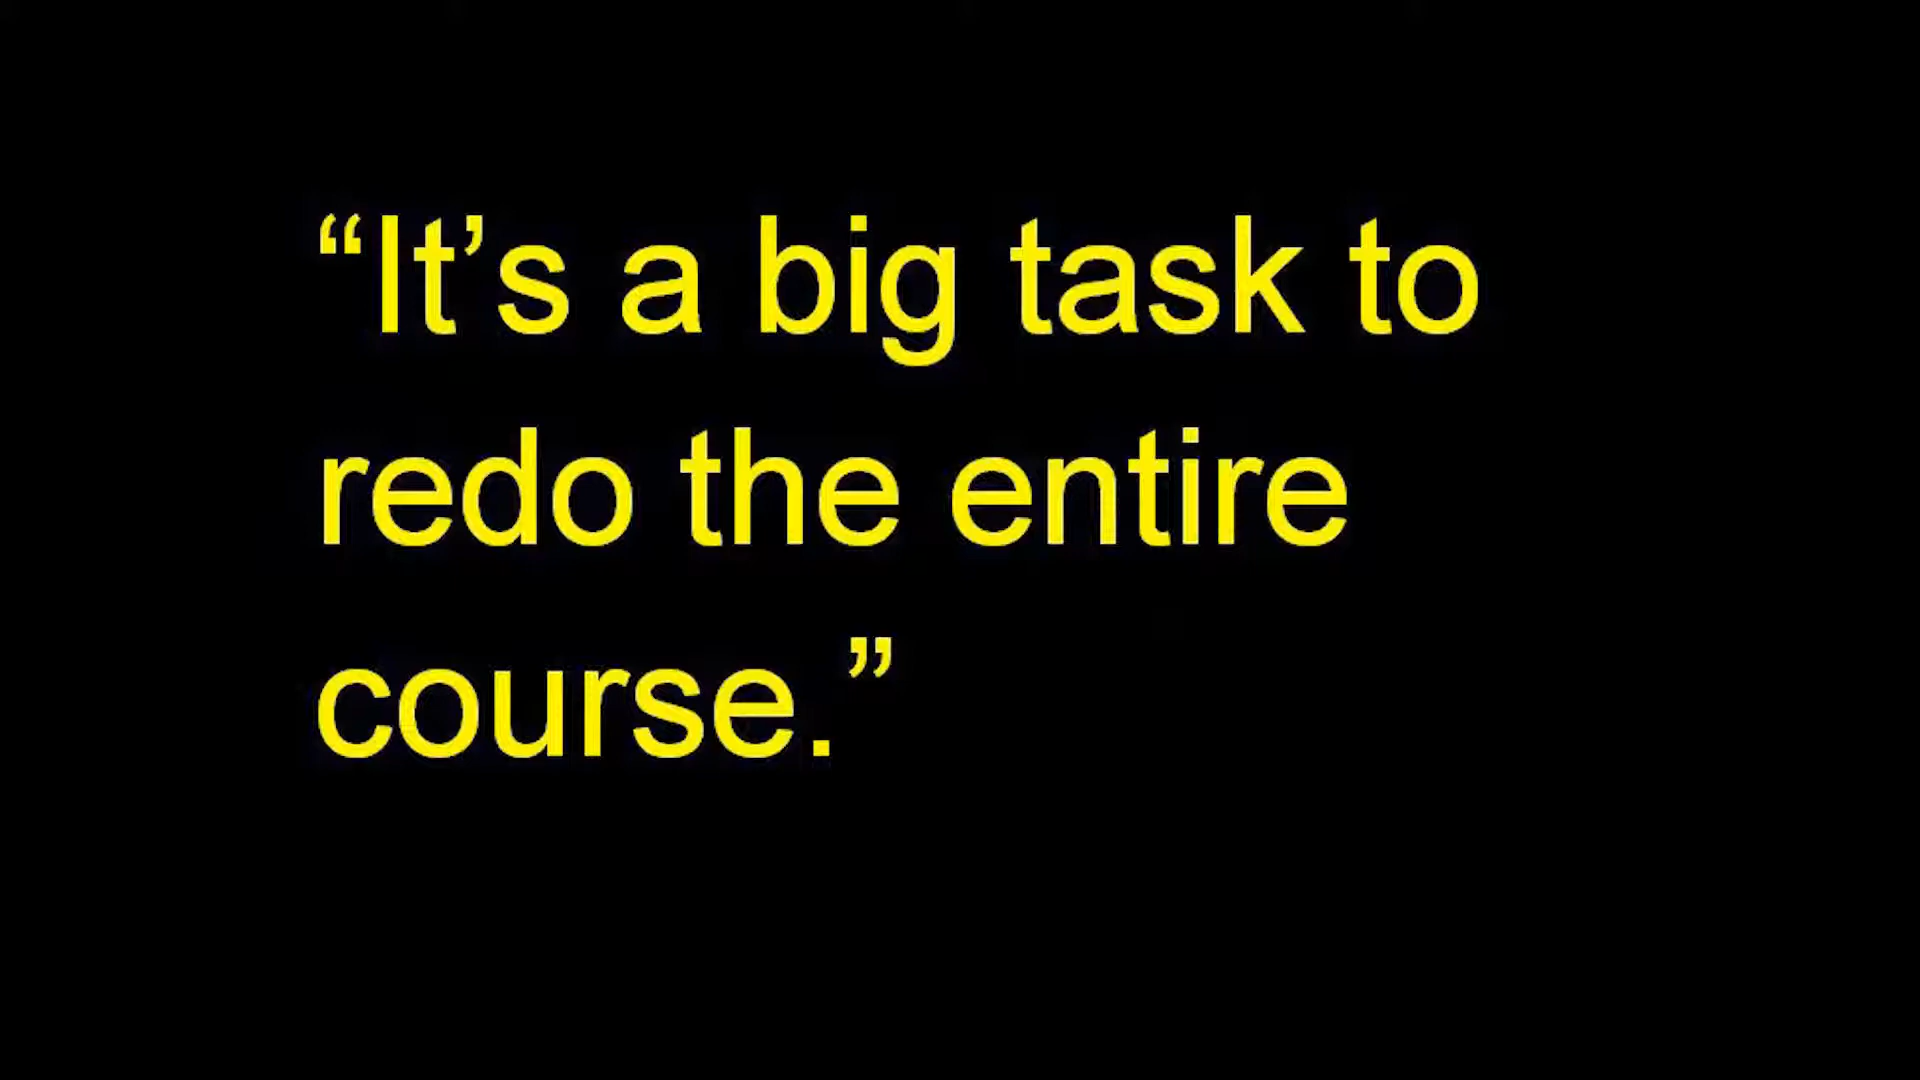 “It’s a big task to
redo the entire
course.”